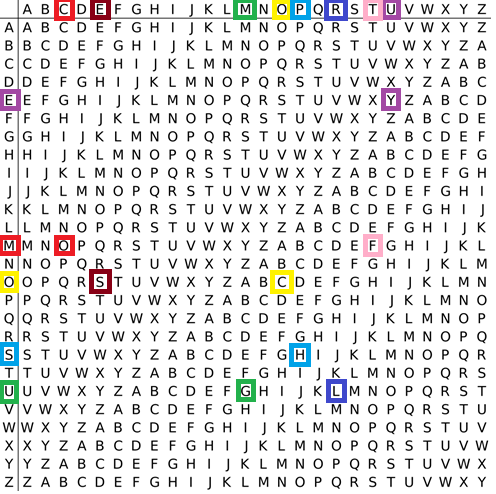 A B C D E F G H I J K L M N O P Q R S T U V W X Y Z
A A B C D E F G H I J K L M N O P Q R S T U V W X Y Z
B B C D E F G H I J K L M N O P Q R S T U V W X Y Z A
C C D E F G H I J K L M N O P Q R S T U V W X Y Z A B
D D E F G H I J K L M N O P Q R S T U V W X Y Z A B C
E E F G H I J K L M N O P Q R S T U V W X Y Z A B C D
F F G H I J K L M N O P Q R S T U V W X Y Z A B C D E
G G H I J K L M N O P Q R S T U V W X Y Z A B C D E F
H H I J K L M N O P Q R S T U V W X Y Z A B C D E F G
I I J K L M N O P Q R S T U V W X Y Z A B C D E F G H
J J K L M N O P Q R S T U V W X Y Z A B C D E F G H I
K K L M N O P Q R S T U V W X Y Z A B C D E F G H I J
L L M N O P Q R S T U V W X Y Z A B C D E F G H I J K
M M N O P Q R S T U V W X Y Z A B C D E F G H I J K L
N N O P Q R S T U V W X Y Z A B C D E F G H I J K L M
O O P Q R S T U V W X Y Z A B C D E F G H I J K L M N
P P Q R S T U V W X Y Z A B C D E F G H I J K L M N O
Q Q R S T U V W X Y Z A B C D E F G H I J K L M N O P
R R S T U V W X Y Z A B C D E F G H I J K L M N O P Q
S S T U V W X Y Z A B C D E F G H I J K L M N O P Q R
T T U V W X Y Z A B C D E F G H I J K L M N O P Q R S
U U V W X Y Z A B C D E F G H I J K L M N O P Q R S T
V V W X Y Z A B C D E F G H I J K L M N O P Q R S T U
W W X Y Z A B C D E F G H I J K L M N O P Q R S T U V
X X Y Z A B C D E F G H I J K L M N O P Q R S T U V W
Y Y Z A B C D E F G H I J K L M N O P Q R S T U V W X
Z Z A B C D E F G H I J K L M N O P Q R S T U V W X Y